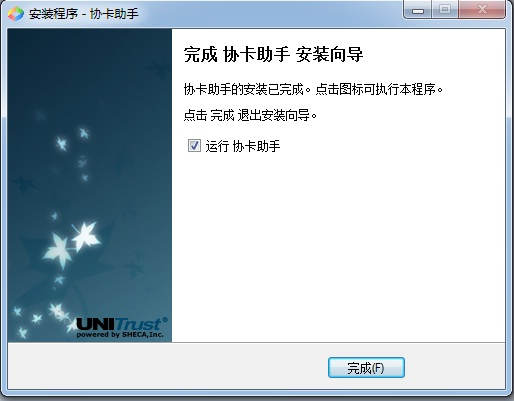 安装程序 - 协卡助手
完成 协卡助手 安装向导
协卡助手的安装已完成。点击图标可执行本程序。
点击 完成 退出安装向导。
运行 协卡助手
UNITrust®
powered by SHECA,Inc.
完成(F)